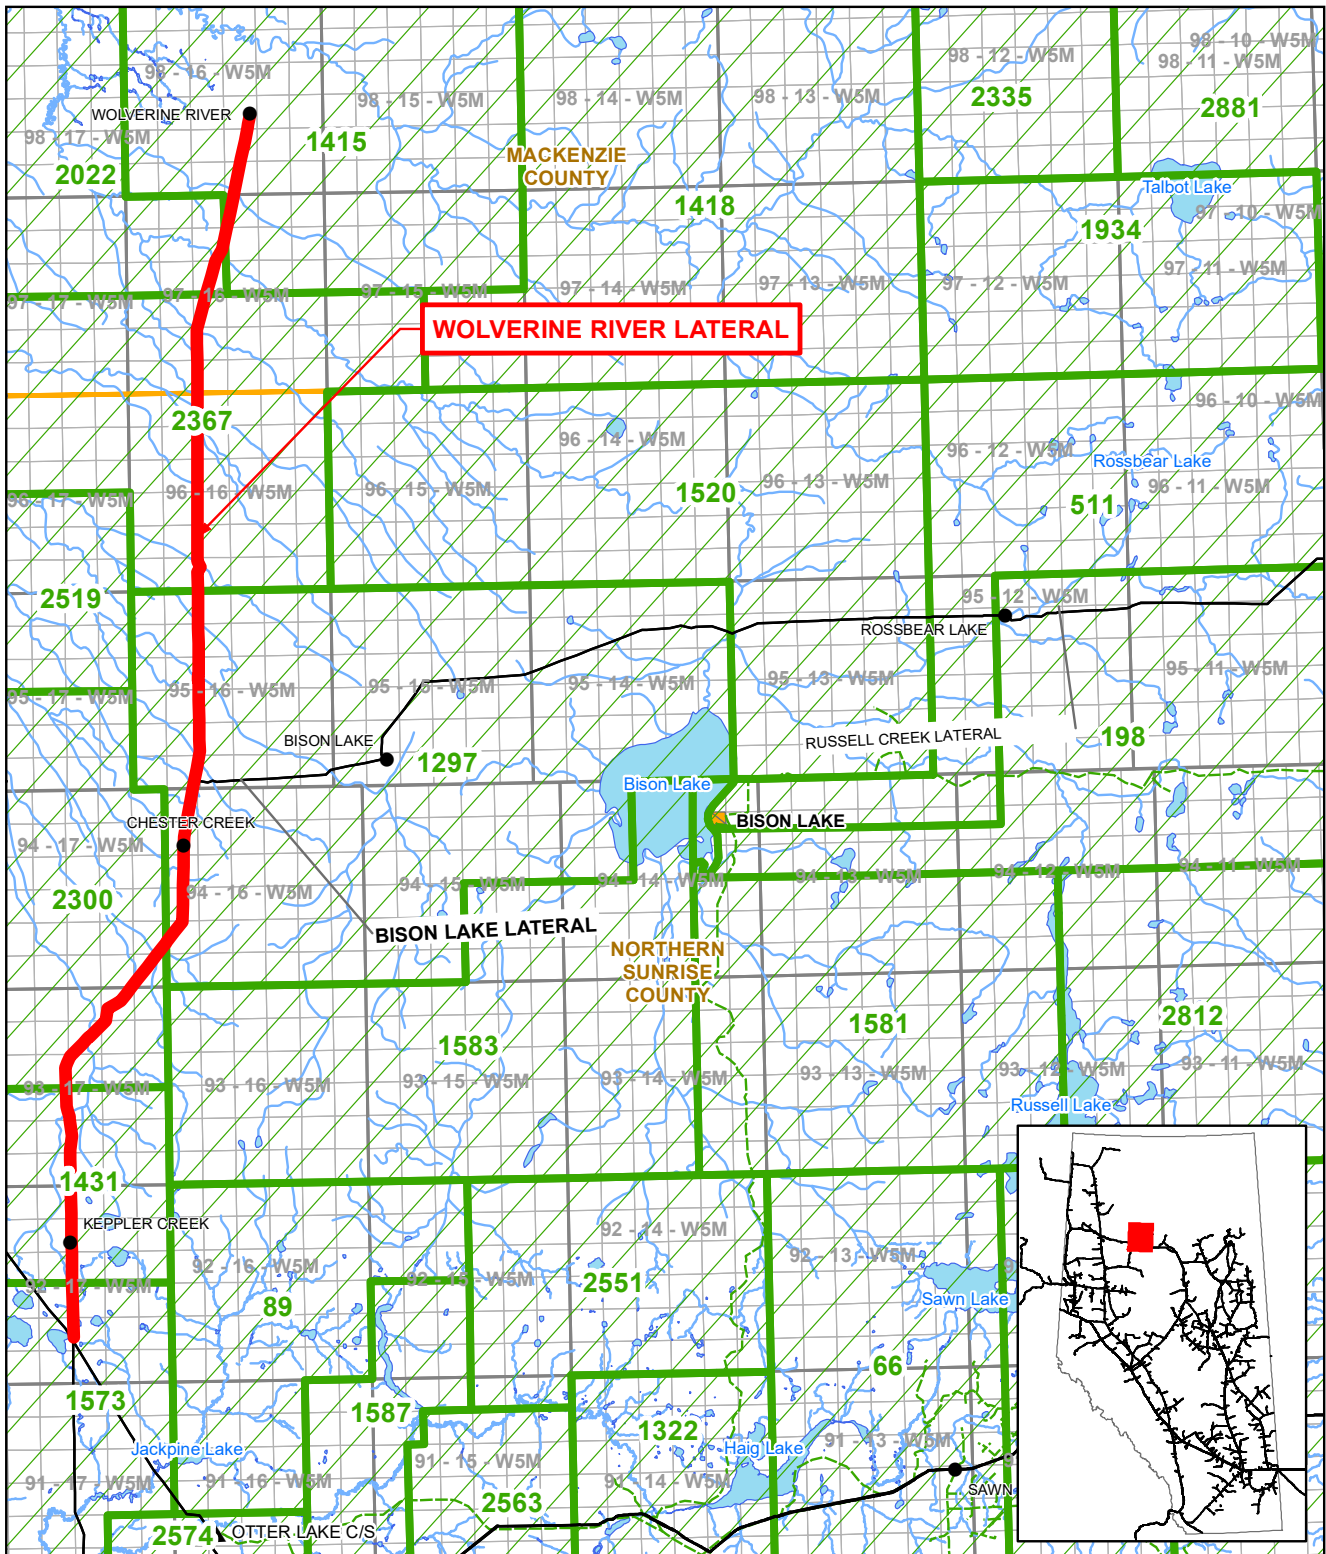 98 - 10 - W5M
98 - 12 - W5M
98 - 11 - W5M
98 - 16 - W5M
98 - 15 - W5M
98 - 14 - W5M
98 - 13 - W5M
2335
2881
WOLVERINE RIVER
98 - 17 - W5M
1415
MACKENZIE
COUNTY
2022
Talbot Lake
1418
97 - 10 - W5M
1934
97 - 17 - W5M
97 - 16 - W5M
97 - 15 - W5M
97 - 14 - W5M
97 - 13 - W5M
97 - 12 - W5M
97 - 11 - W5M
WOLVERINE RIVER LATERAL
2367
96 - 10 - W5M
96 - 14 - W5M
96 - 12 - W5M
Rossbear Lake
96 - 17 - W5M
96 - 16 - W5M
96 - 15 - W5M
1520
96 - 13 - W5M
96 - 11 - W5M
511
2519
95 - 12 - W5M
ROSSBEAR LAKE
95 - 17 - W5M
95 - 16 - W5M
95 - 15 - W5M
95 - 14 - W5M
95 - 13 - W5M
95 - 11 - W5M
BISON LAKE
1297
RUSSELL CREEK LATERAL
198
Bison Lake
CHESTER CREEK
BISON LAKE
94 - 17 - W5M
94 - 16 - W5M
94 - 15 - W5M
94 - 14 - W5M
94 - 13 - W5M
94 - 12 - W5M
94 - 11 - W5M
2300
BISON LAKE LATERAL
NORTHERN
SUNRISE
COUNTY
1583
1581
2812
93 - 17 - W5M
93 - 16 - W5M
93 - 15 - W5M
93 - 14 - W5M
93 - 13 - W5M
93 - 12 - W5M
93 - 11 - W5M
Russell Lake
1431
KEPPLER CREEK
92 - 14 - W5M
92 - 17 - W5M
92 - 16 - W5M
92 - 15 - W5M
92 - 13 - W5M
2551
89
Sawn Lake
66
1573
1587
1322
Jackpine Lake
Haig Lake
91 - 13 - W5M
91 - 17 - W5M
91 - 16 - W5M
91 - 15 - W5M
91 - 14 - W5M
SAWN
2563
2574
OTTER LAKE C/S